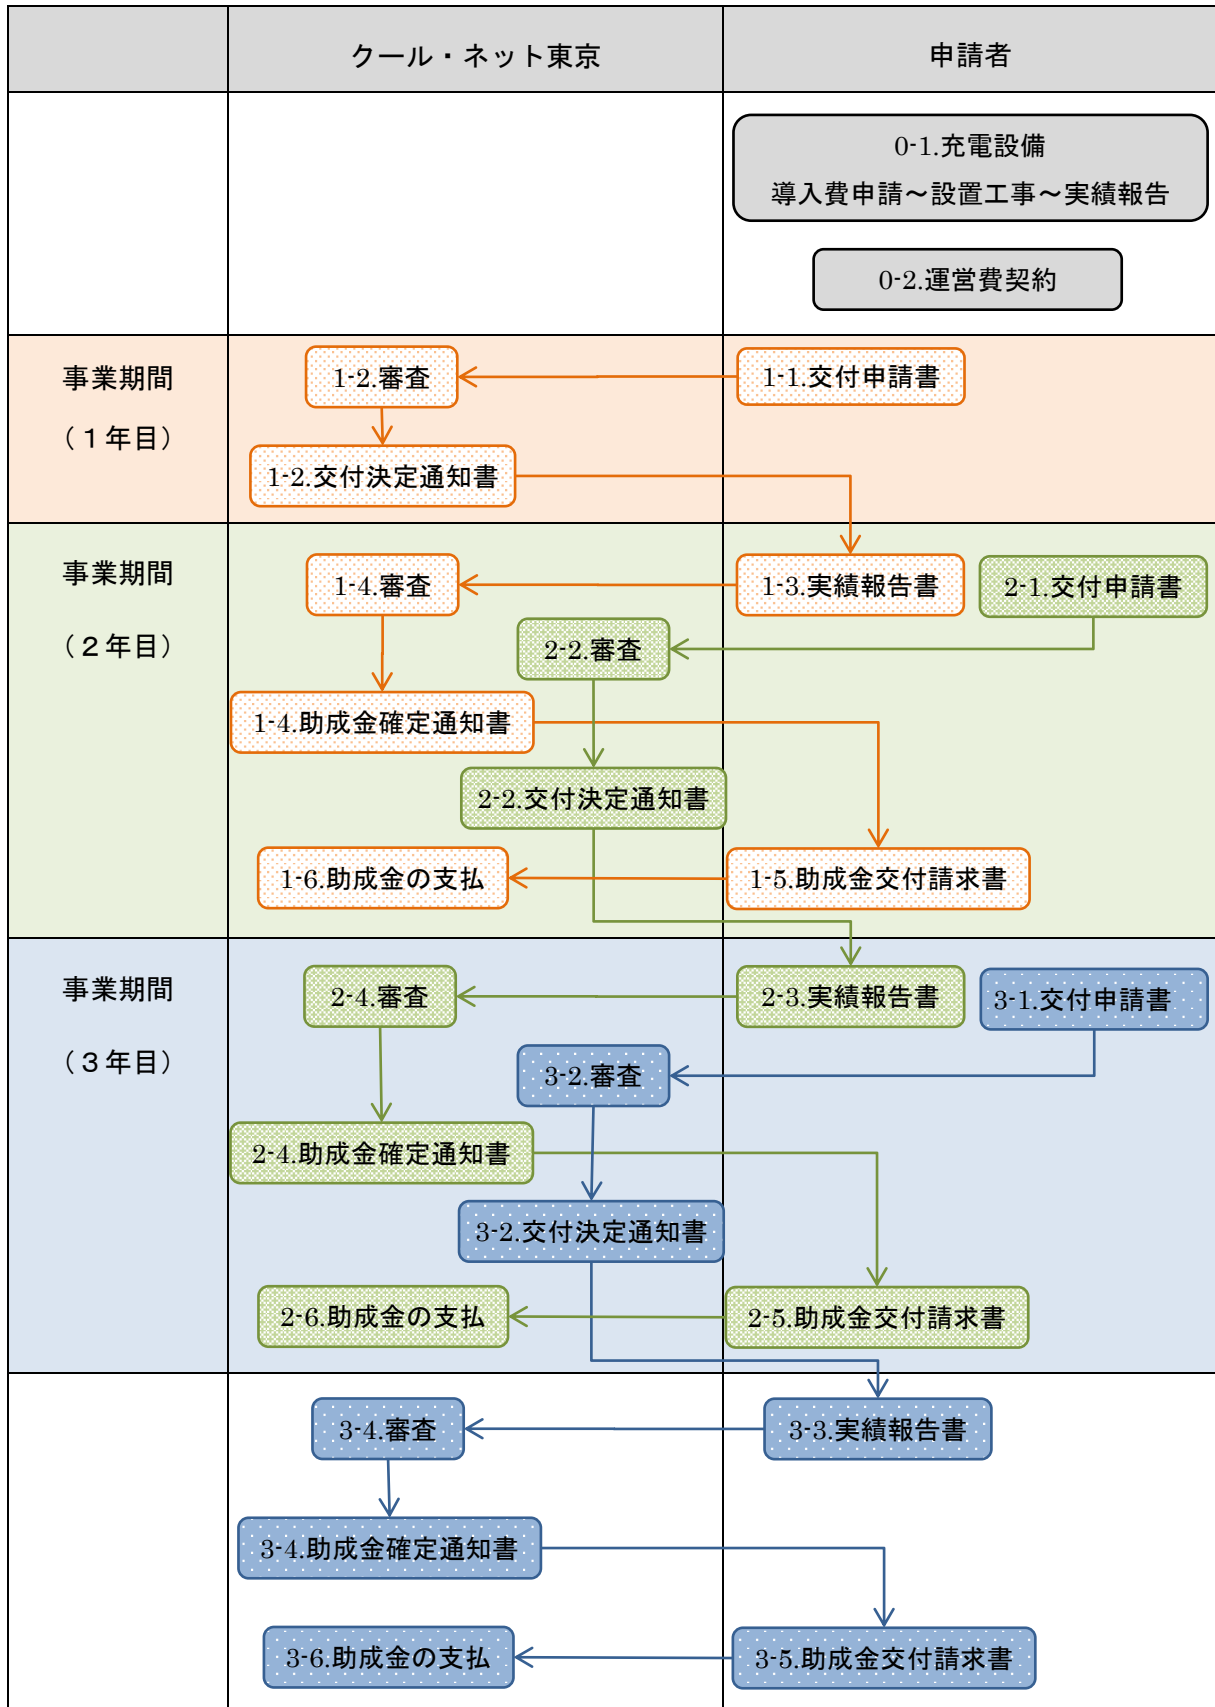 クール・ネット東京
申請者
0-1.充電設備
導入費申請～設置工事～実績報告
0-2.運営費契約
事業期間
（１年目）
1-2.審査
1-1.交付申請書
1-2.交付決定通知書
事業期間
（２年目）
1-4.審査
1-3.実績報告書
2-1.交付申請書
2-2.審査
1-4.助成金確定通知書
2-2.交付決定通知書
1-6.助成金の支払
1-5.助成金交付請求書
事業期間
（３年目）
2-4.審査
2-3.実績報告書
3-1.交付申請書
3-2.審査
2-4.助成金確定通知書
3-2.交付決定通知書
2-6.助成金の支払
2-5.助成金交付請求書
3-4.審査
3-3.実績報告書
3-4.助成金確定通知書
3-6.助成金の支払
3-5.助成金交付請求書